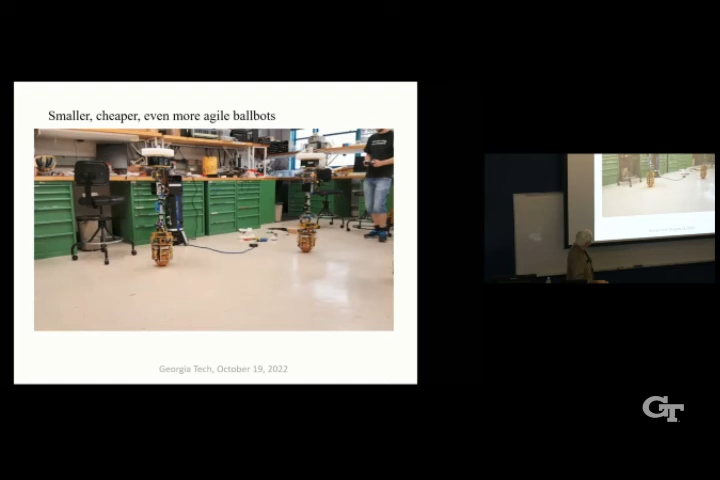 Smaller, cheaper, even more agile ballbots
Georgia Tech, October 19, 2022
GT